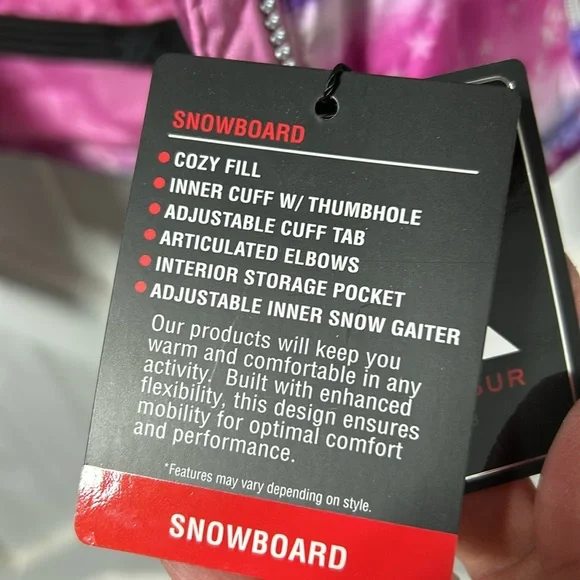 SNOWBOARD
COZY FILL
INNER CUFF W/ THUMBHOLE
ADJUSTABLE CUFF TAB
ARTICULATED ELBOWS
INTERIOR STORAGE POCKET
ADJUSTABLE INNER SNOW GAITER
Our products will keep you
warm and comfortable in any
activity. Built with enhanced
flexibility, this design ensures
mobility for optimal comfort
and performance.
*Features may vary depending on style.
SNOWBOARD